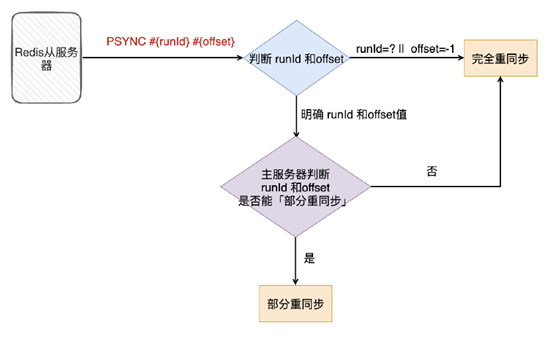 Redis从服务
器
PSYNC #{runId} #{offset}
判断 runId 和offset
runId=? || offset=-1
完全重同步
明确 runId 和offset值
主服务器判断
runId 和offset
是否能「部分重同步」
否
是
部分重同步